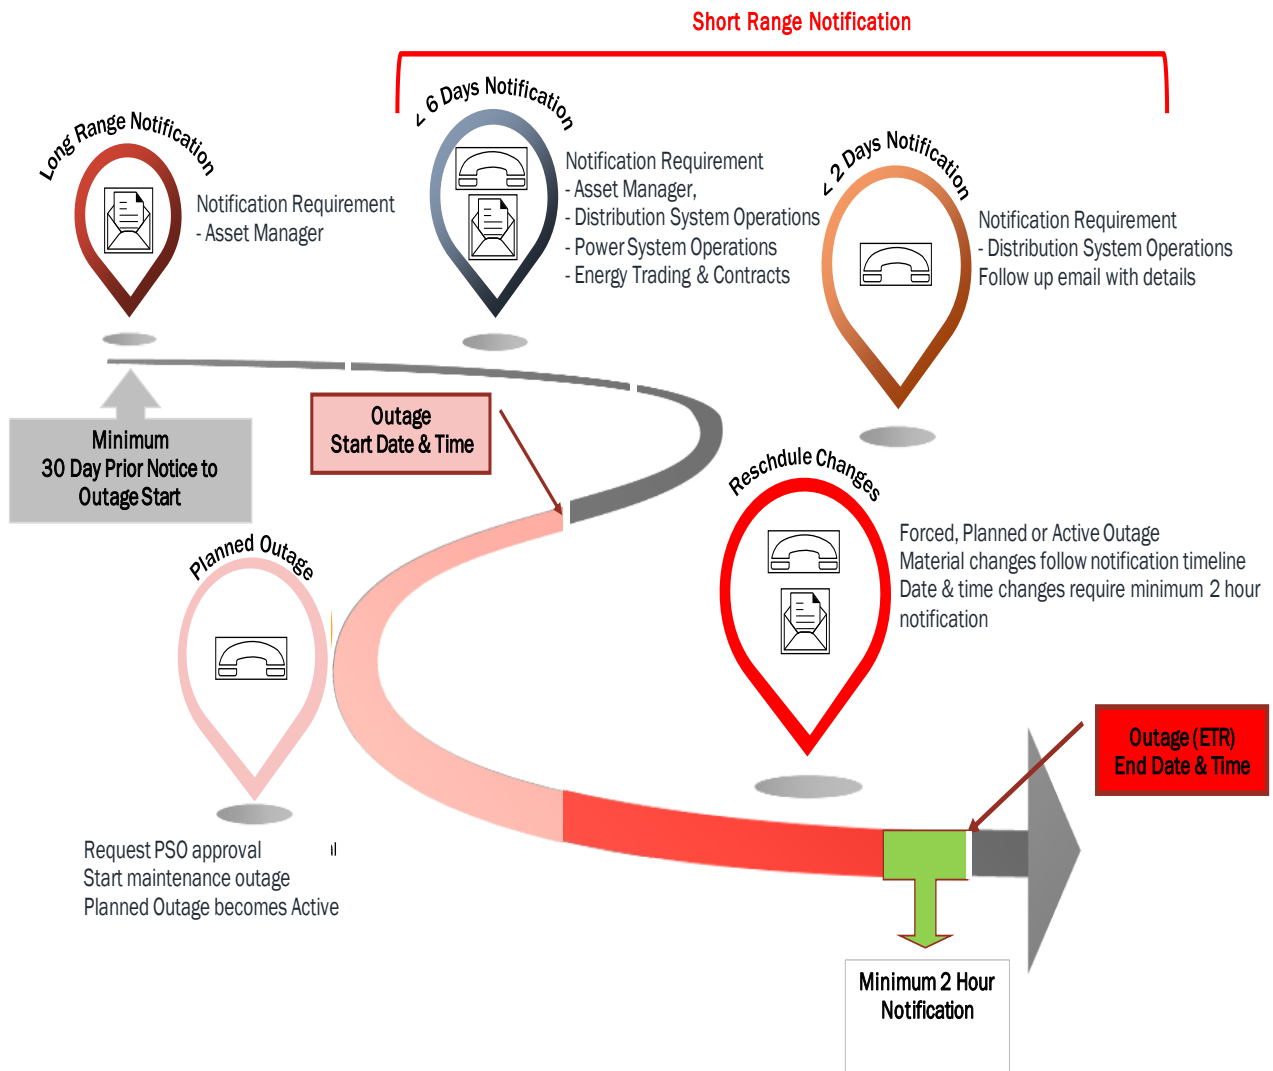 Short Range Notification
Long Range Notification
Notification Requirement
- Asset Manager
< 6 Days Notification
Notification Requirement
- Asset Manager,
- Distribution System Operations
- Power System Operations
- Energy Trading & Contracts
< 2 Days Notification
Notification Requirement
- Distribution System Operations
Follow up email with details
Minimum
30 Day Prior Notice to
Outage Start
Outage
Start Date & Time
Planned Outage
Request PSO approval
Start maintenance outage
Planned Outage becomes Active
Reschdule Changes
Forced, Planned or Active Outage
Material changes follow notification timeline
Date & time changes require minimum 2 hour
notification
Outage (ETR)
End Date & Time
Minimum 2 Hour
Notification